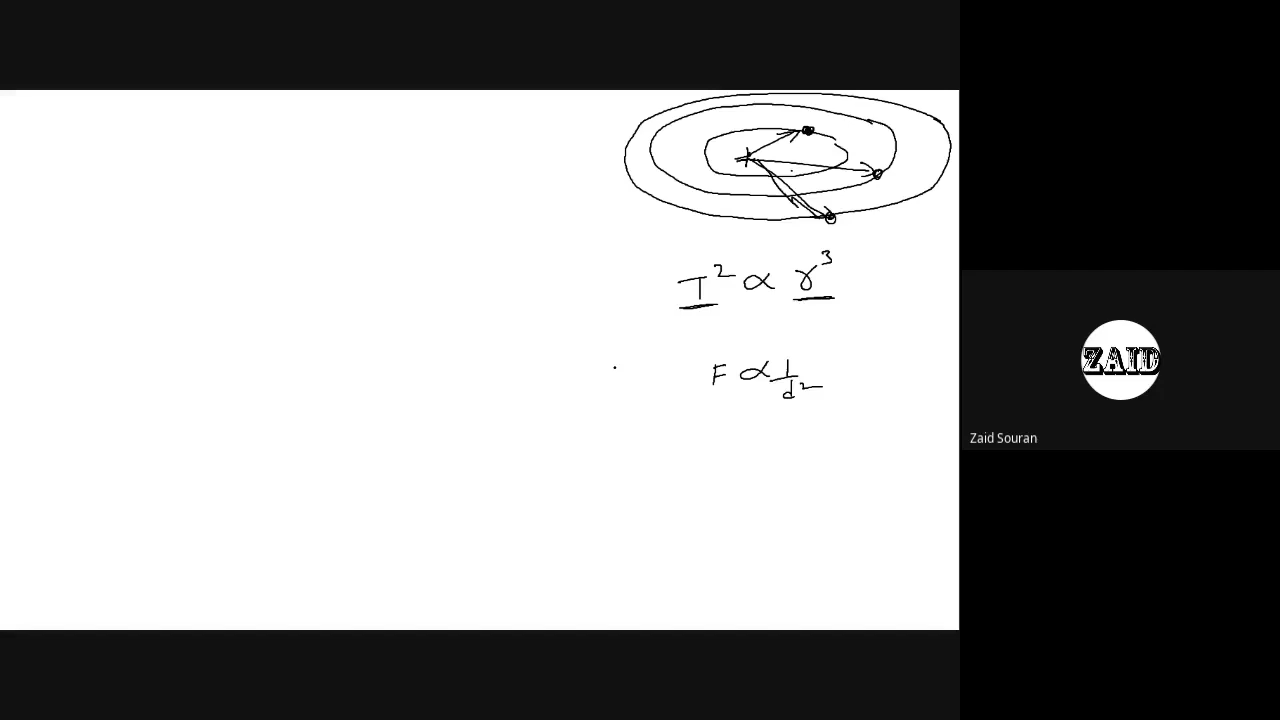 T² ∝ r³
F ∝ 1/d²
ZAID
Zaid Souran